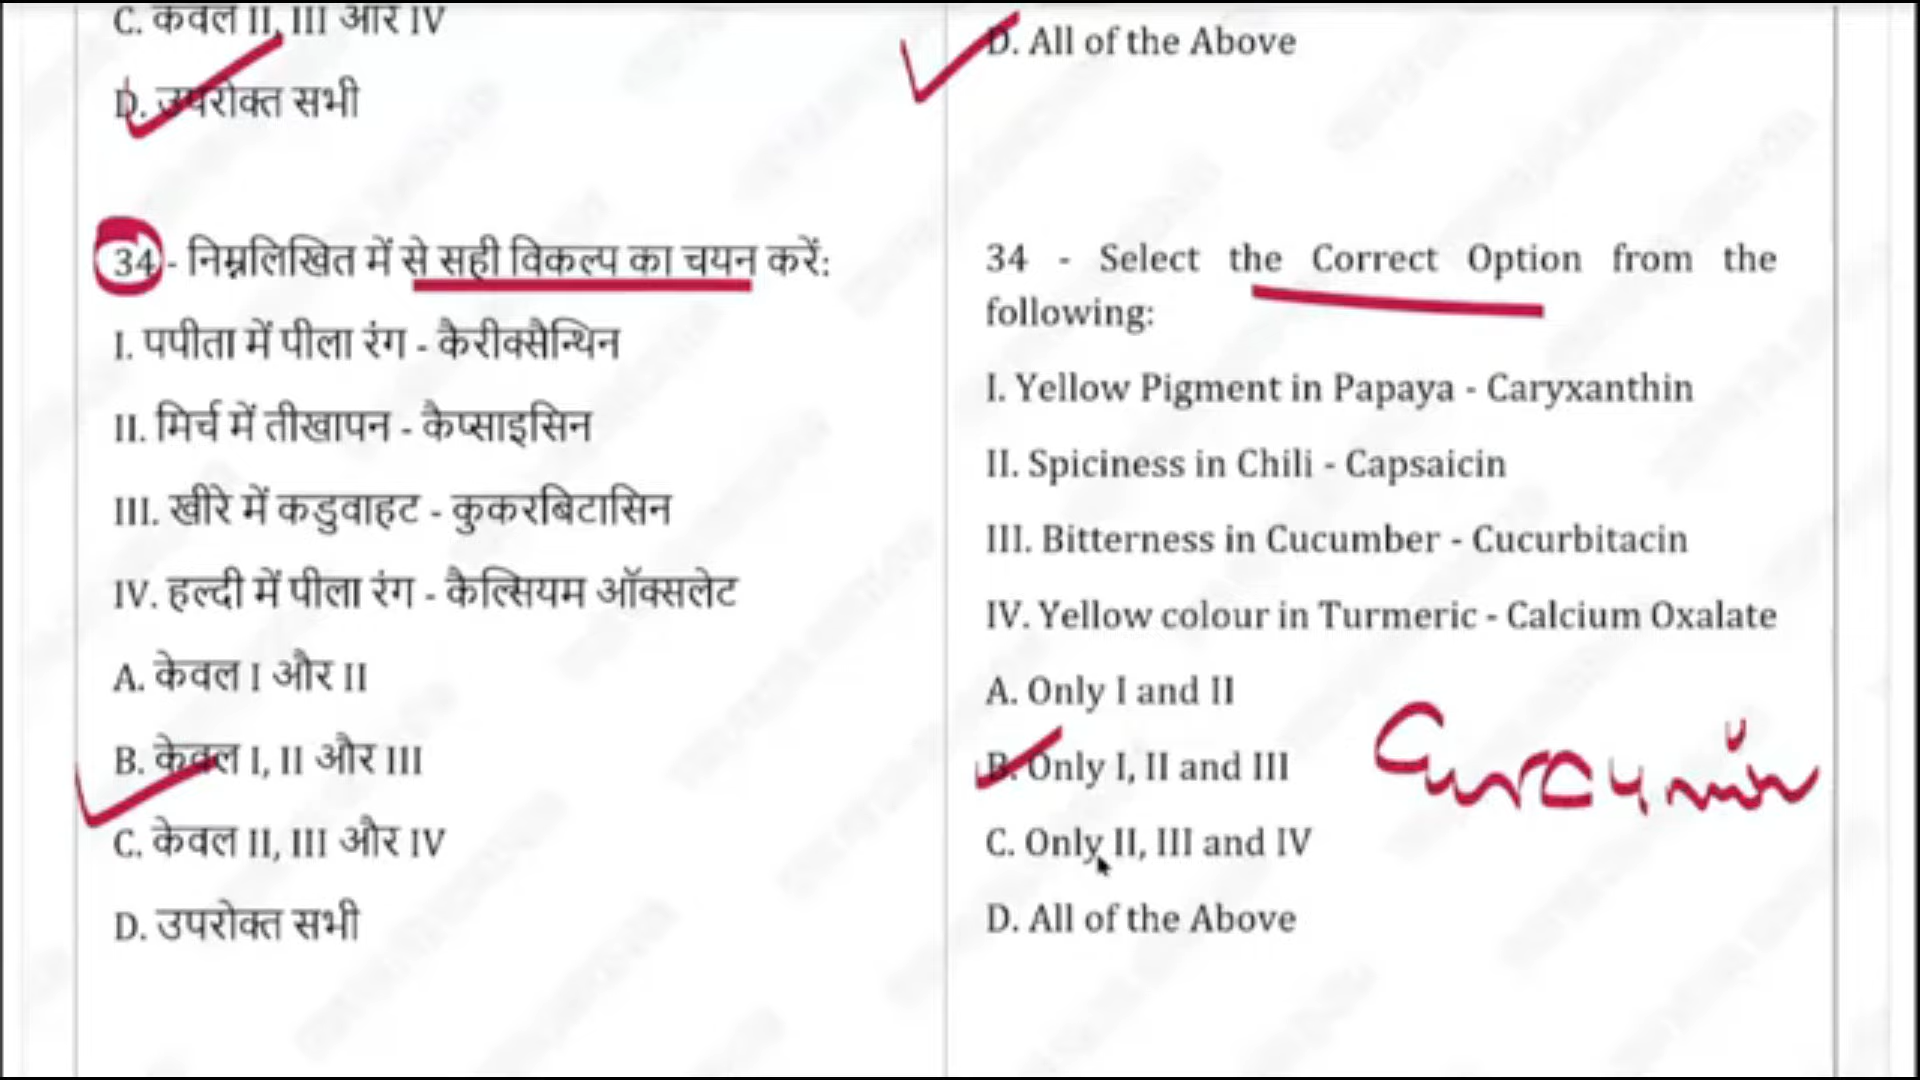 C. केवल II, III और IV
D. उपरोक्त सभी
34 - निम्नलिखित में से सही विकल्प का चयन करें:
I. पपीता में पीला रंग - कैरीक्सैन्थिन
II. मिर्च में तीखापन - कैप्साइसिन
III. खीरे में कडुवाहट - कुकरबिटासिन
IV. हल्दी में पीला रंग - कैल्सियम ऑक्सलेट
A. केवल I और II
B. केवल I, II और III
C. केवल II, III और IV
D. उपरोक्त सभी
D. All of the Above
34 - Select the Correct Option from the
following:
I. Yellow Pigment in Papaya - Caryxanthin
II. Spiciness in Chili - Capsaicin
III. Bitterness in Cucumber - Cucurbitacin
IV. Yellow colour in Turmeric - Calcium Oxalate
A. Only I and II
B. Only I, II and III
Curcumin
C. Only II, III and IV
D. All of the Above